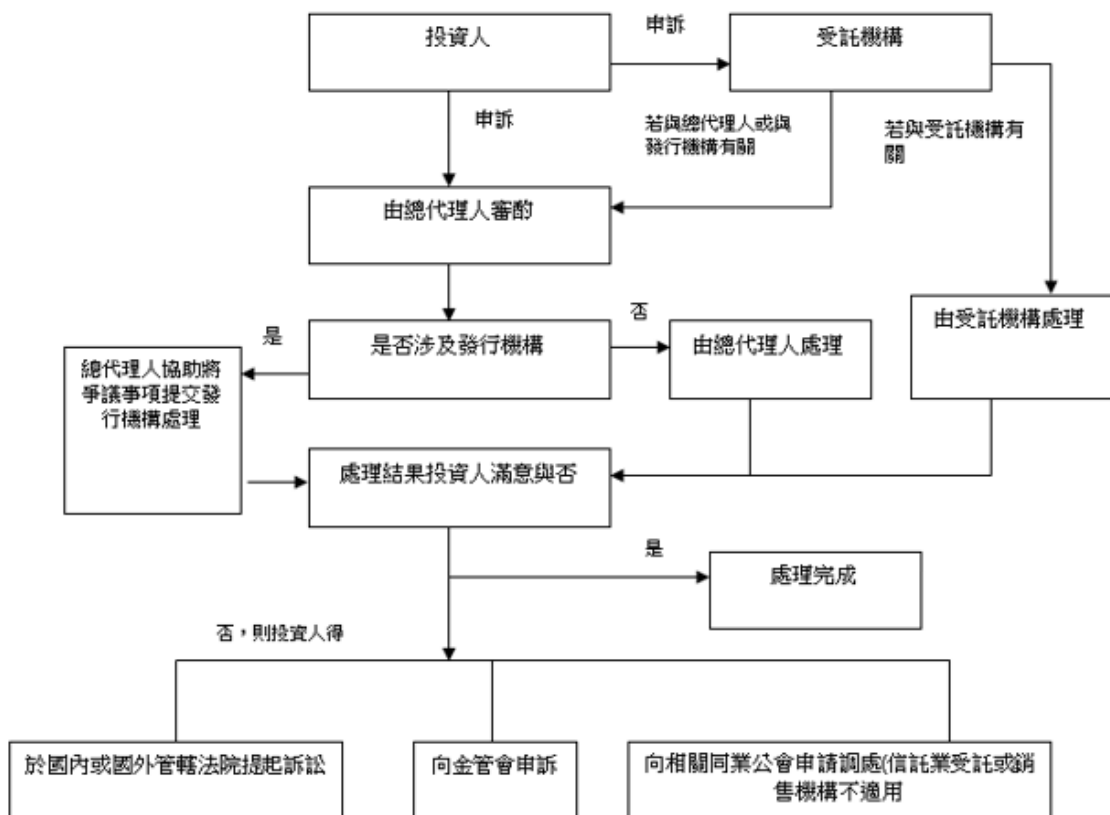 投資人
申訴
受託機構
申訴
若與總代理人或與
發行機構有關
若與受託機構有
關
由總代理人審酌
是
是否涉及發行機構
否
由總代理人處理
由受託機構處理
總代理人協助將
爭議事項提交發
行機構處理
處理結果投資人滿意與否
是
處理完成
否，則投資人得
於國內或國外管轄法院提起訴訟
向金管會申訴
向相關同業公會申請調處(信託業受託或銷
售機構不適用